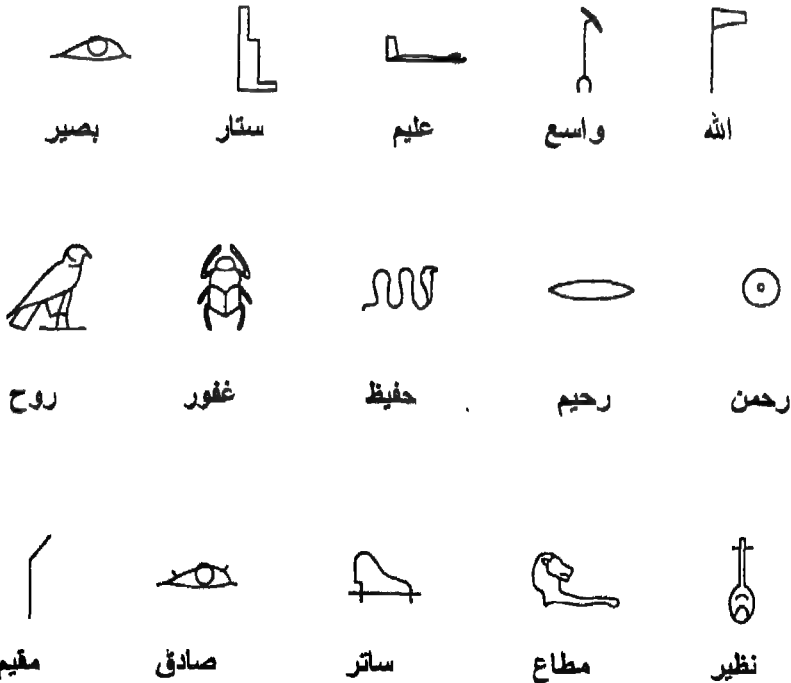 الله واسع عليم ستار بصير
رحمن رحيم حفيظ غفور روح
نظير مطاع ساتر صادق مقيم